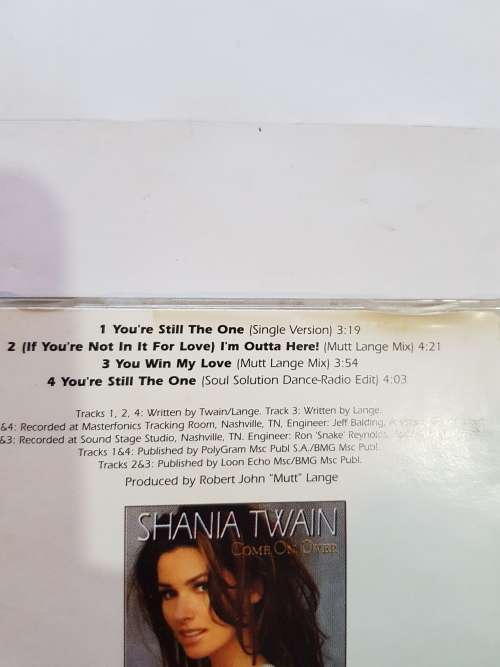 1 You're Still The One (Single Version) 3:19
2 (If You're Not In It For Love) I'm Outta Here! (Mutt Lange Mix) 4:21
3 You Win My Love (Mutt Lange Mix) 3:54
4 You're Still The One (Soul Solution Dance-Radio Edit) 4:03
Tracks 1, 2, 4: Written by Twain/Lange. Track 3: Written by Lange.
&4: Recorded at Masterfonics Tracking Room, Nashville, TN, Engineer: Jeff Balding,
&3: Recorded at Sound Stage Studio, Nashville, TN. Engineer: Ron 'Snake' Reynolds,
Tracks 1&4: Published by PolyGram Msc Publ S.A./BMG Msc Publ.
Tracks 2&3: Published by Loon Echo Msc/BMG Msc Publ.
Produced by Robert John "Mutt" Lange
SHANIA TWAIN
COME ON OVER